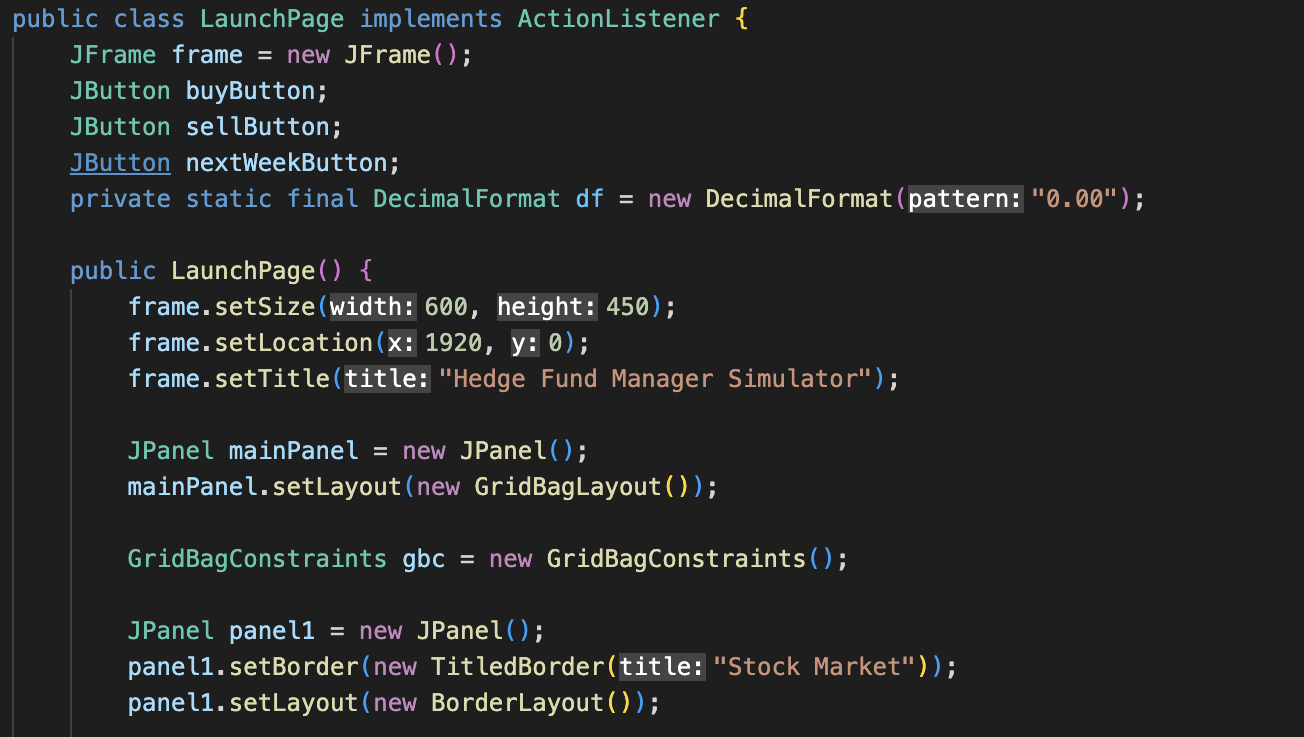 public class LaunchPage implements ActionListener {
    JFrame frame = new JFrame();
    JButton buyButton;
    JButton sellButton;
    JButton nextWeekButton;
    private static final DecimalFormat df = new DecimalFormat(pattern: "0.00");

    public LaunchPage() {
        frame.setSize(width: 600, height: 450);
        frame.setLocation(x: 1920, y: 0);
        frame.setTitle(title: "Hedge Fund Manager Simulator");

        JPanel mainPanel = new JPanel();
        mainPanel.setLayout(new GridBagLayout());

        GridBagConstraints gbc = new GridBagConstraints();

        JPanel panel1 = new JPanel();
        panel1.setBorder(new TitledBorder(title: "Stock Market"));
        panel1.setLayout(new BorderLayout());